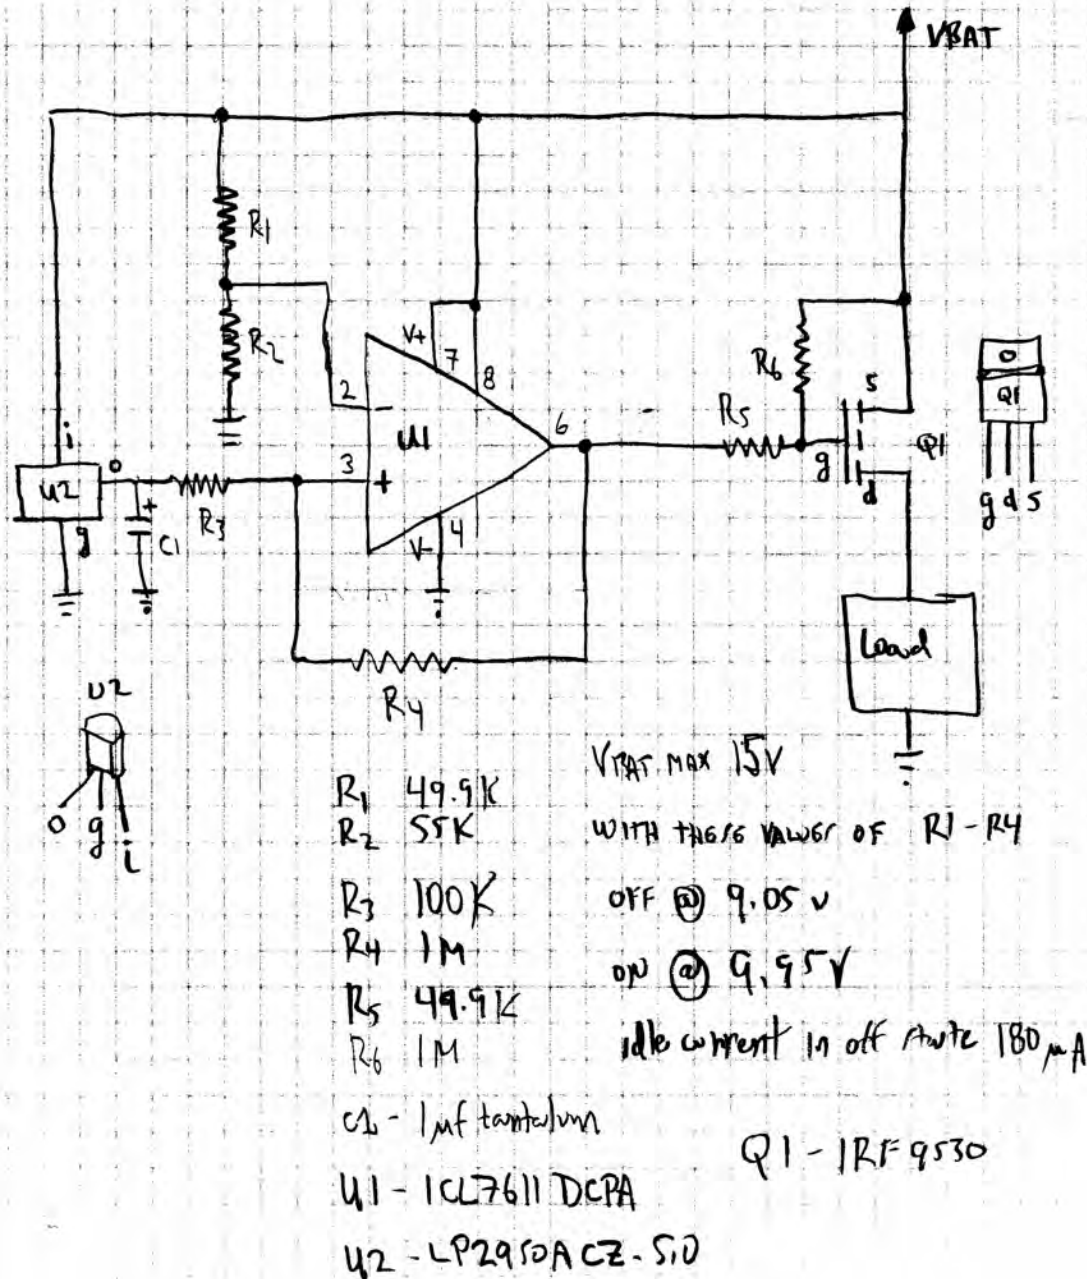 VBAT
R1
R2
V+
7
8
2
-
U1
6
R6
s
R5
Q1
g
d
O
Q1
g d s
i
U2
o
g
+
C1
R3
3
+
V-
4
R4
Load
U2
o g i
VBAT MAX 15V
WITH THESE VALUES OF R1-R4
OFF @ 9.05 v
ON @ 9.95V
idle current in off state 180 μA
R1 49.9K
R2 55K
R3 100K
R4 1M
R5 49.9K
R6 1M
C1 - 1μf tantalum
U1 - ICL7611 DCPA
U2 - LP2950ACZ-5.0
Q1 - IRF9530